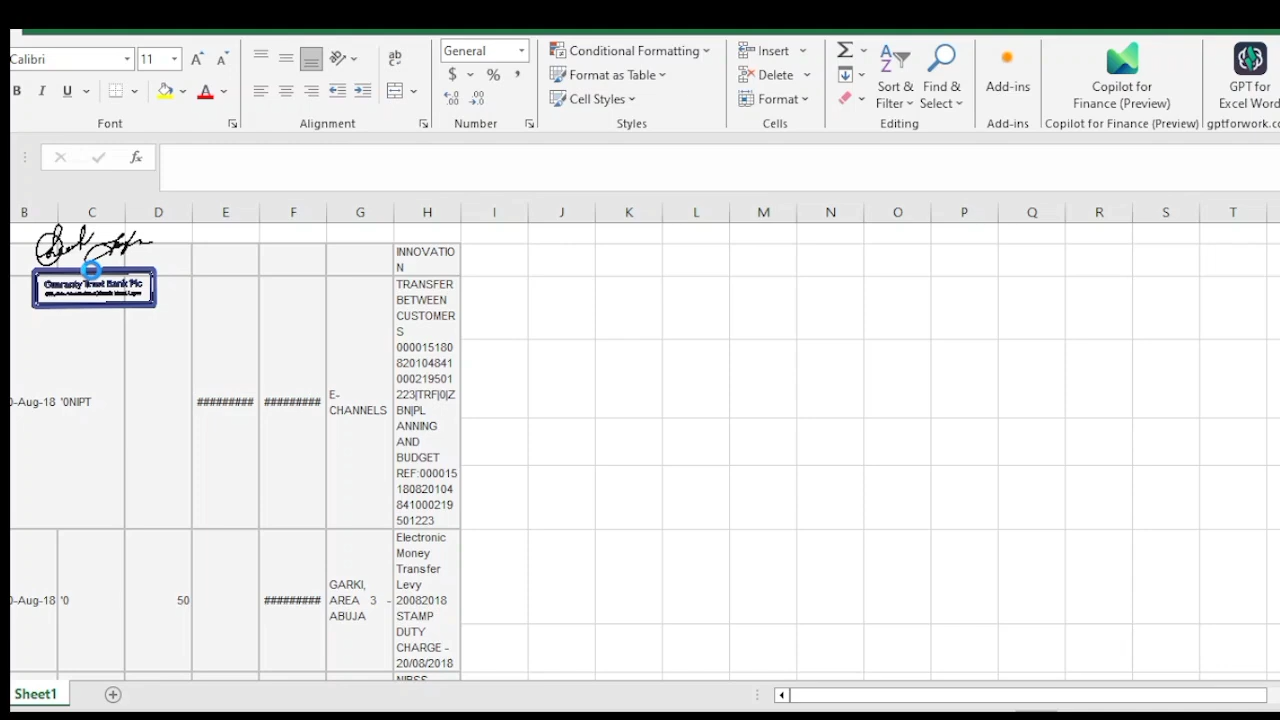 Calibri 11 General Conditional Formatting Insert
$ % , Format as Table Delete Sort & Find & Add-ins Copilot for GPT for
B I U A Cell Styles Format Filter Select Finance (Preview) Excel Word
Font Alignment Number Styles Cells Editing Add-ins Copilot for Finance (Preview) gptforwork.co
fx
B C D E F G H I J K L M N O P Q R S T
INNOVATIO
N
Guaranty Trust Bank Plc
0-Aug-18 '0NIPT ######### #########
E-
CHANNELS
TRANSFER
BETWEEN
CUSTOMER
S
000015180
820104841
000219501
223|TRF|0|Z
BN|PL
ANNING
AND
BUDGET
REF:000015
180820104
841000219
501223
0-Aug-18 '0 50 #########
GARKI,
AREA 3 -
ABUJA
Electronic
Money
Transfer
Levy
20082018
STAMP
DUTY
CHARGE -
20/08/2018
NIBSS
Sheet1